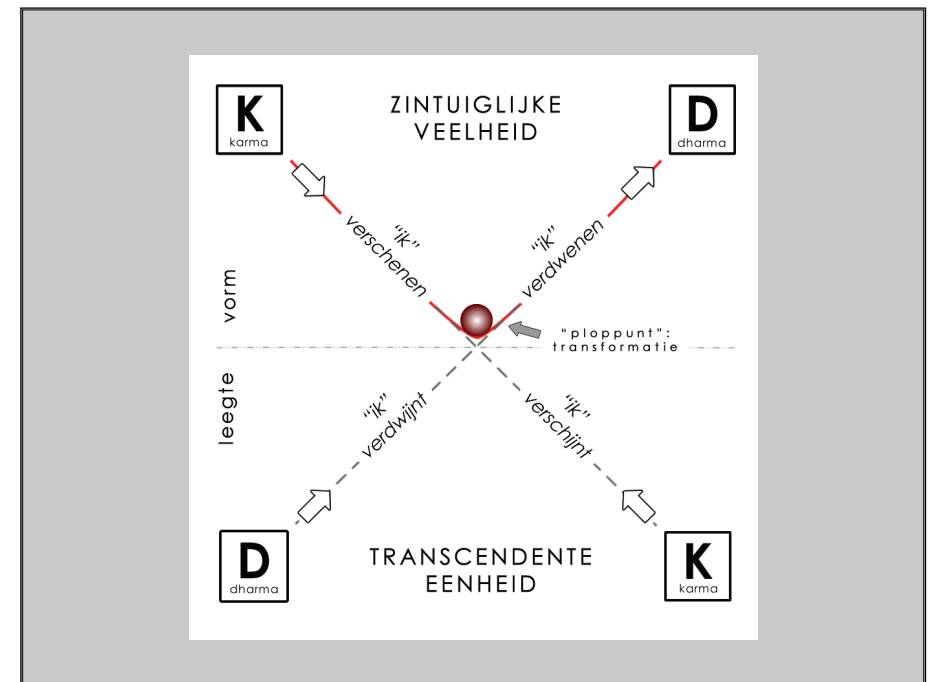 K
karma
ZINTUIGLIJKE
VEELHEID
D
dharma
“ik”
verschenen
“ik”
verdwenen
vorm
“ploppunt”:
transformatie
leegte
“ik”
verdwijnt
“ik”
verschijnt
D
dharma
TRANSCENDENTE
EENHEID
K
karma